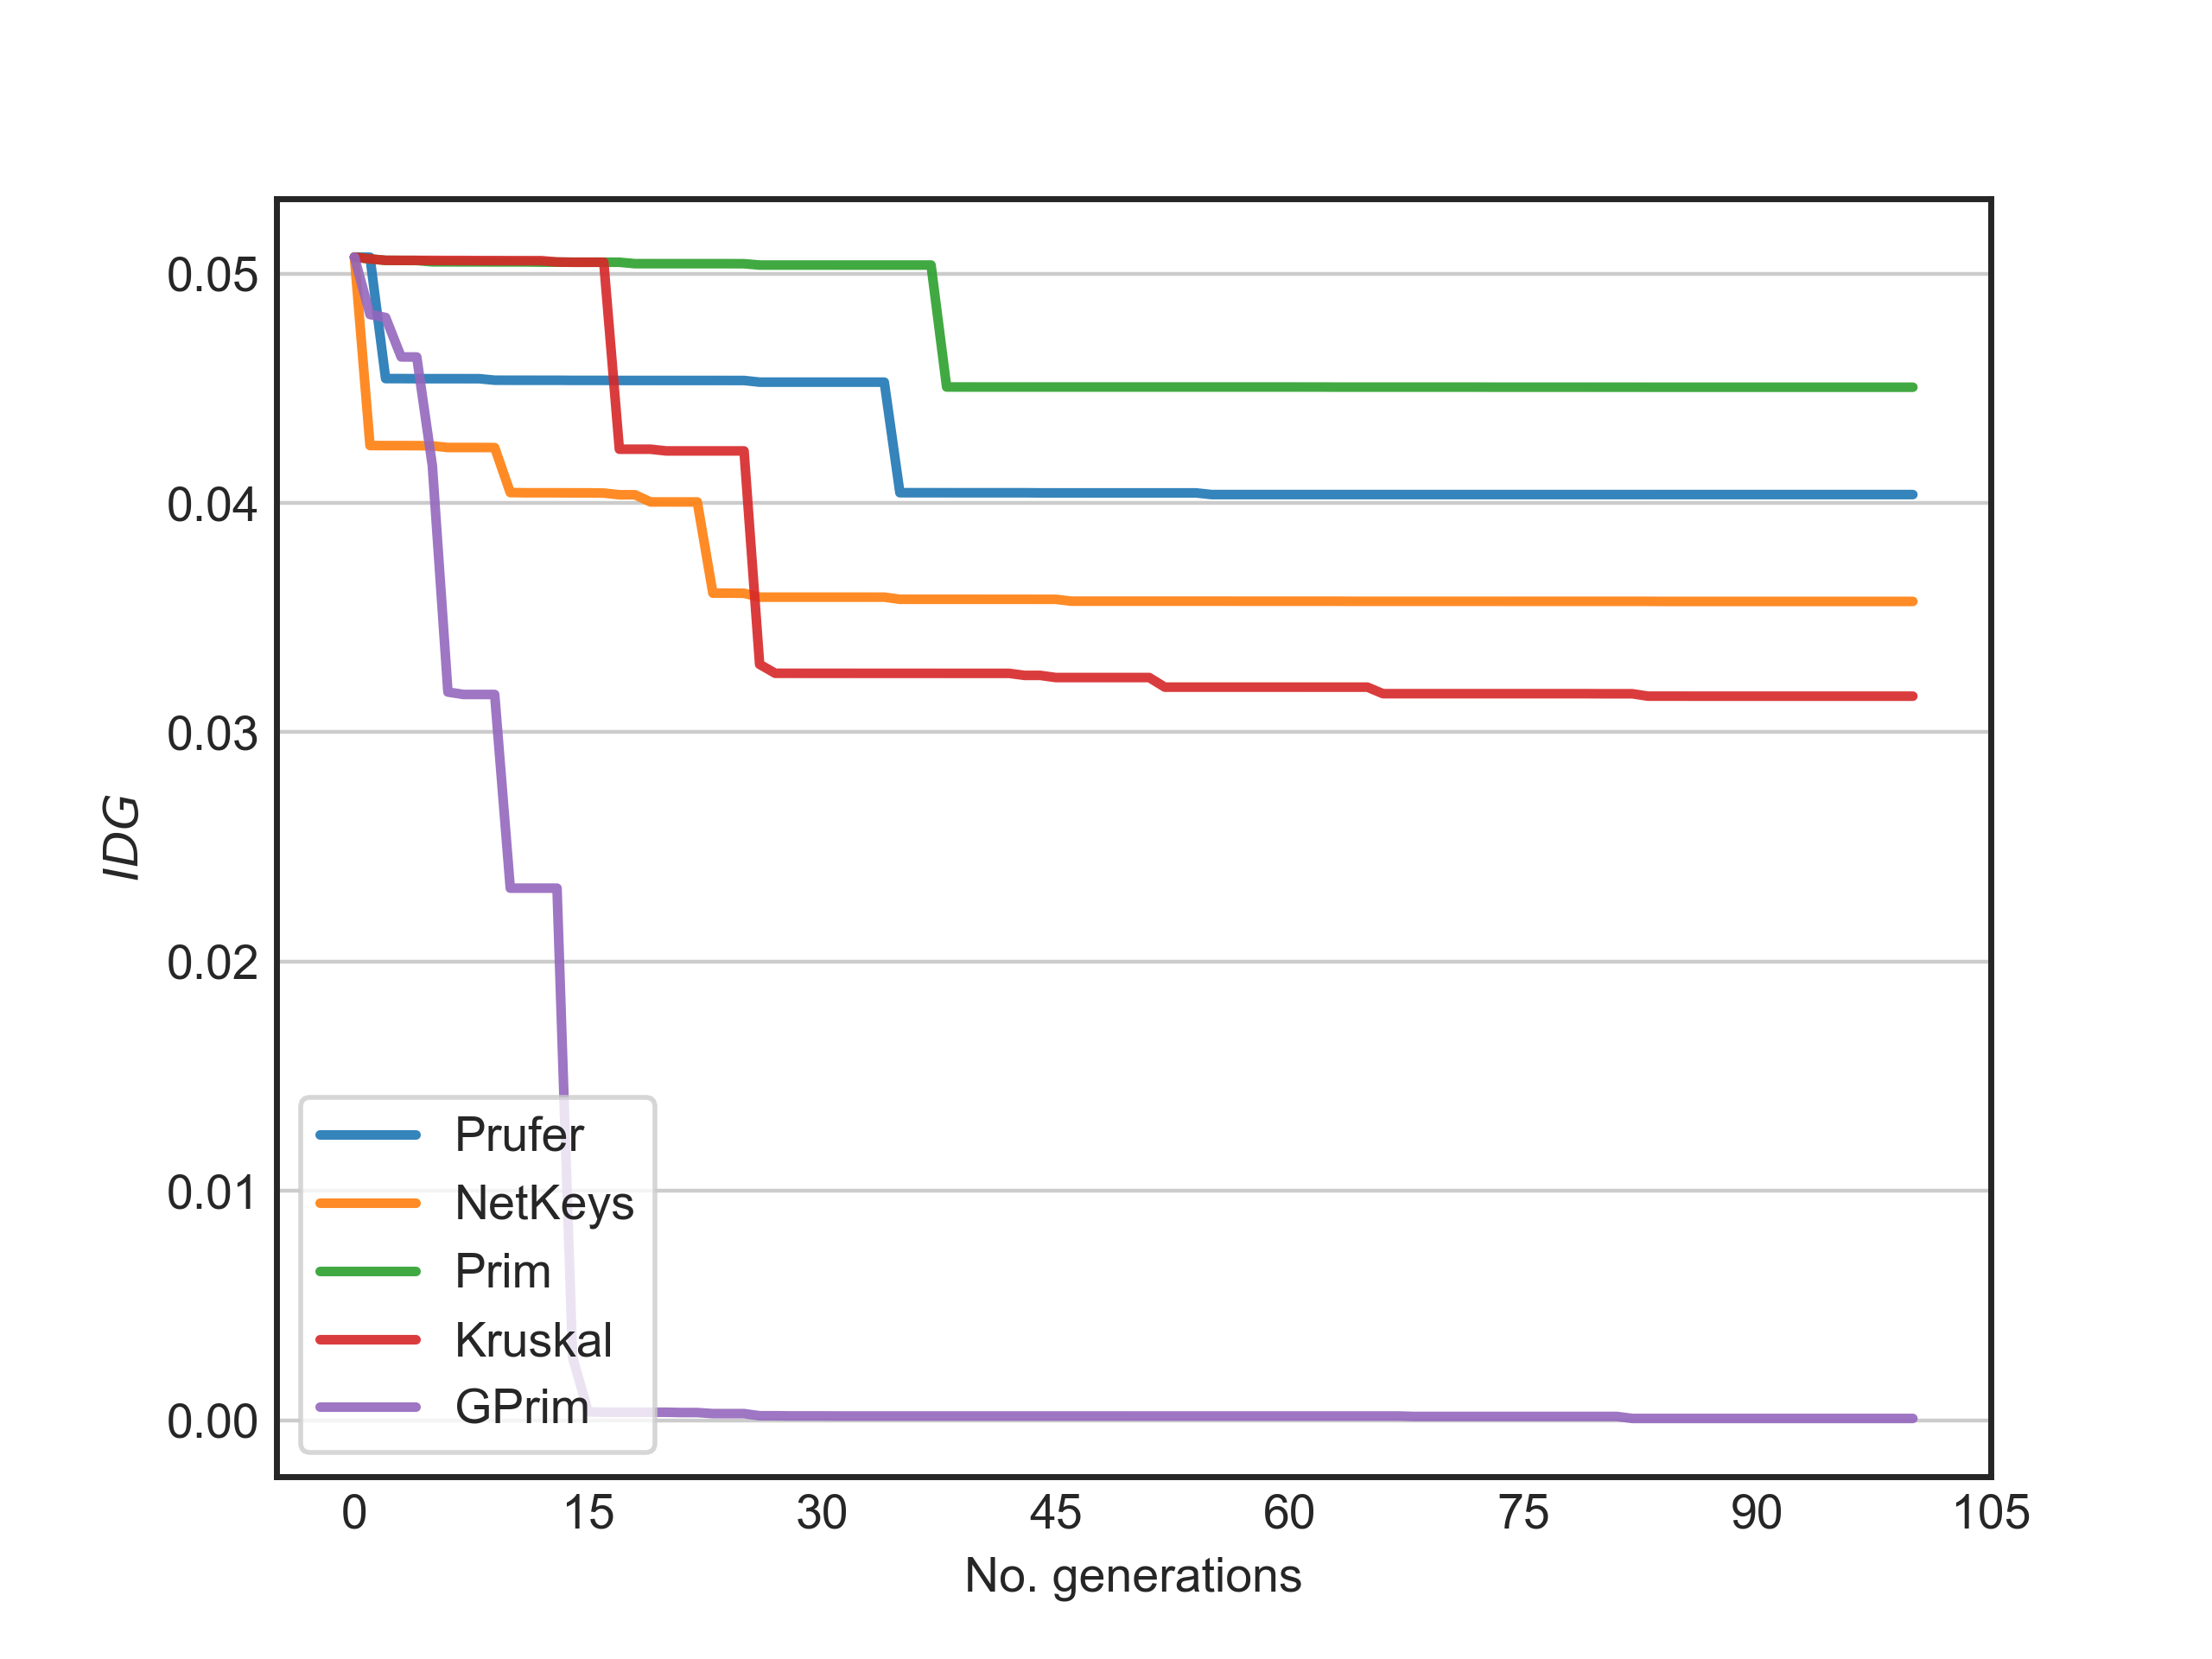 0.05
0.04
0.03
0.02
0.01
0.00
IDG
Prufer
NetKeys
Prim
Kruskal
GPrim
0 15 30 45 60 75 90 105
No. generations